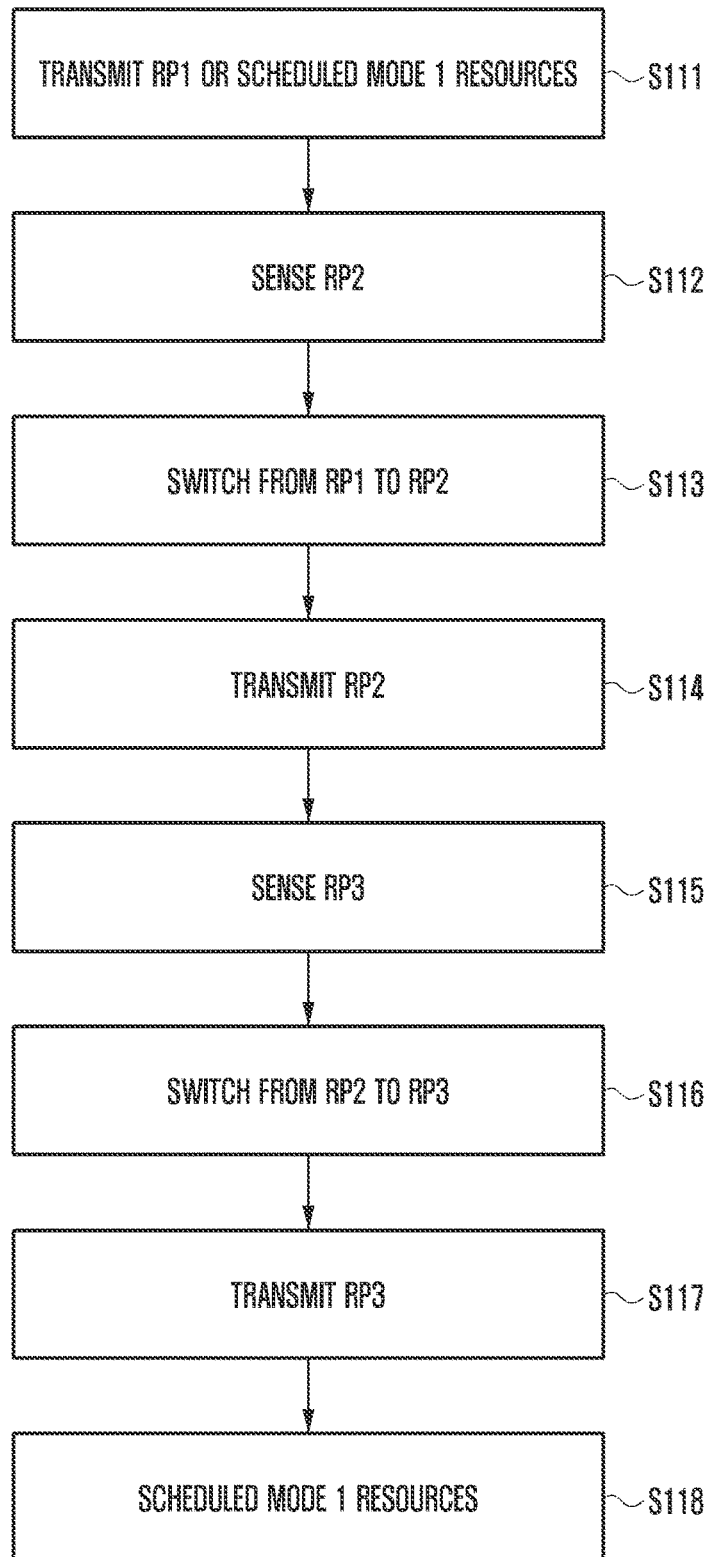 TRANSMIT RP1 OR SCHEDULED MODE 1 RESOURCES S111
SENSE RP2 S112
SWITCH FROM RP1 TO RP2 S113
TRANSMIT RP2 S114
SENSE RP3 S115
SWITCH FROM RP2 TO RP3 S116
TRANSMIT RP3 S117
SCHEDULED MODE 1 RESOURCES S118